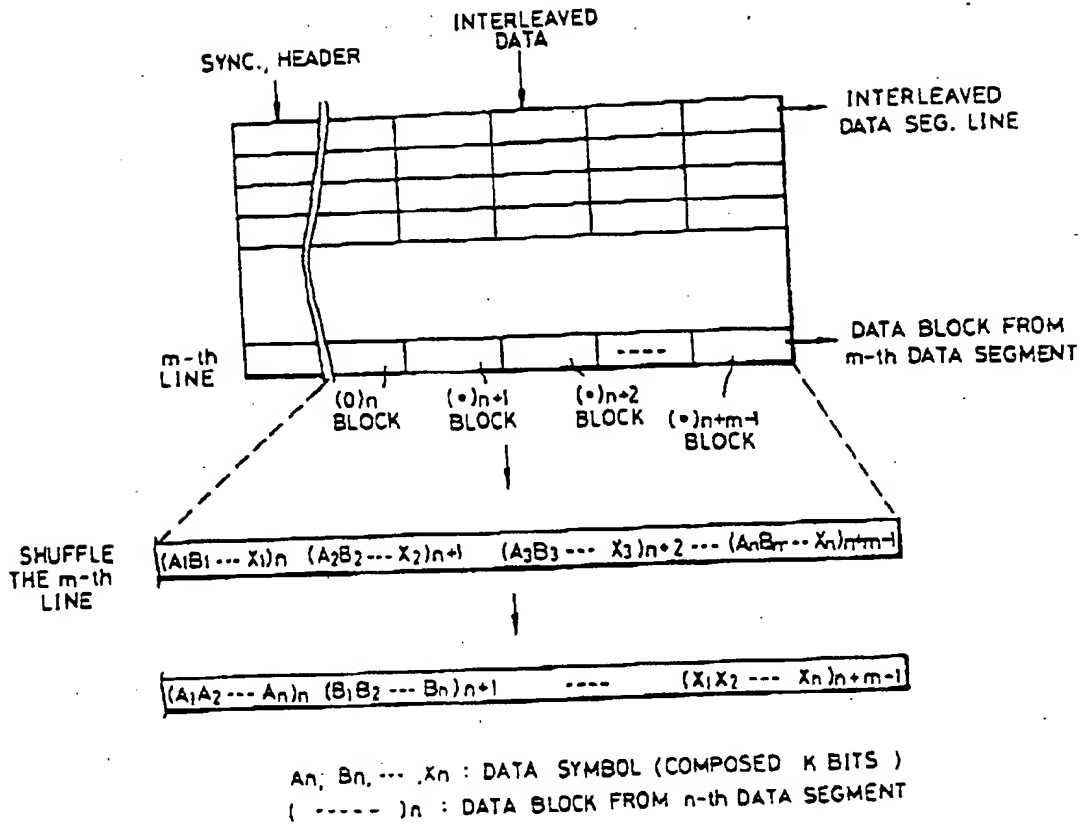 INTERLEAVED
DATA
SYNC., HEADER
INTERLEAVED
DATA SEG. LINE
m-th
LINE
----
DATA BLOCK FROM
m-th DATA SEGMENT
(0)n
BLOCK
(•)n+1
BLOCK
(•)n+2
BLOCK
(•)n+m-1
BLOCK
SHUFFLE
THE m-th
LINE
(A1B1 --- X1)n (A2B2 --- X2)n+1 (A3B3 --- X3)n+2 --- (AnBn --- Xn)n+m-1
(A1A2 --- An)n (B1B2 --- Bn)n+1 ---- (X1X2 --- Xn)n+m-1
An, Bn, --- ,Xn : DATA SYMBOL (COMPOSED K BITS )
( ----- )n : DATA BLOCK FROM n-th DATA SEGMENT